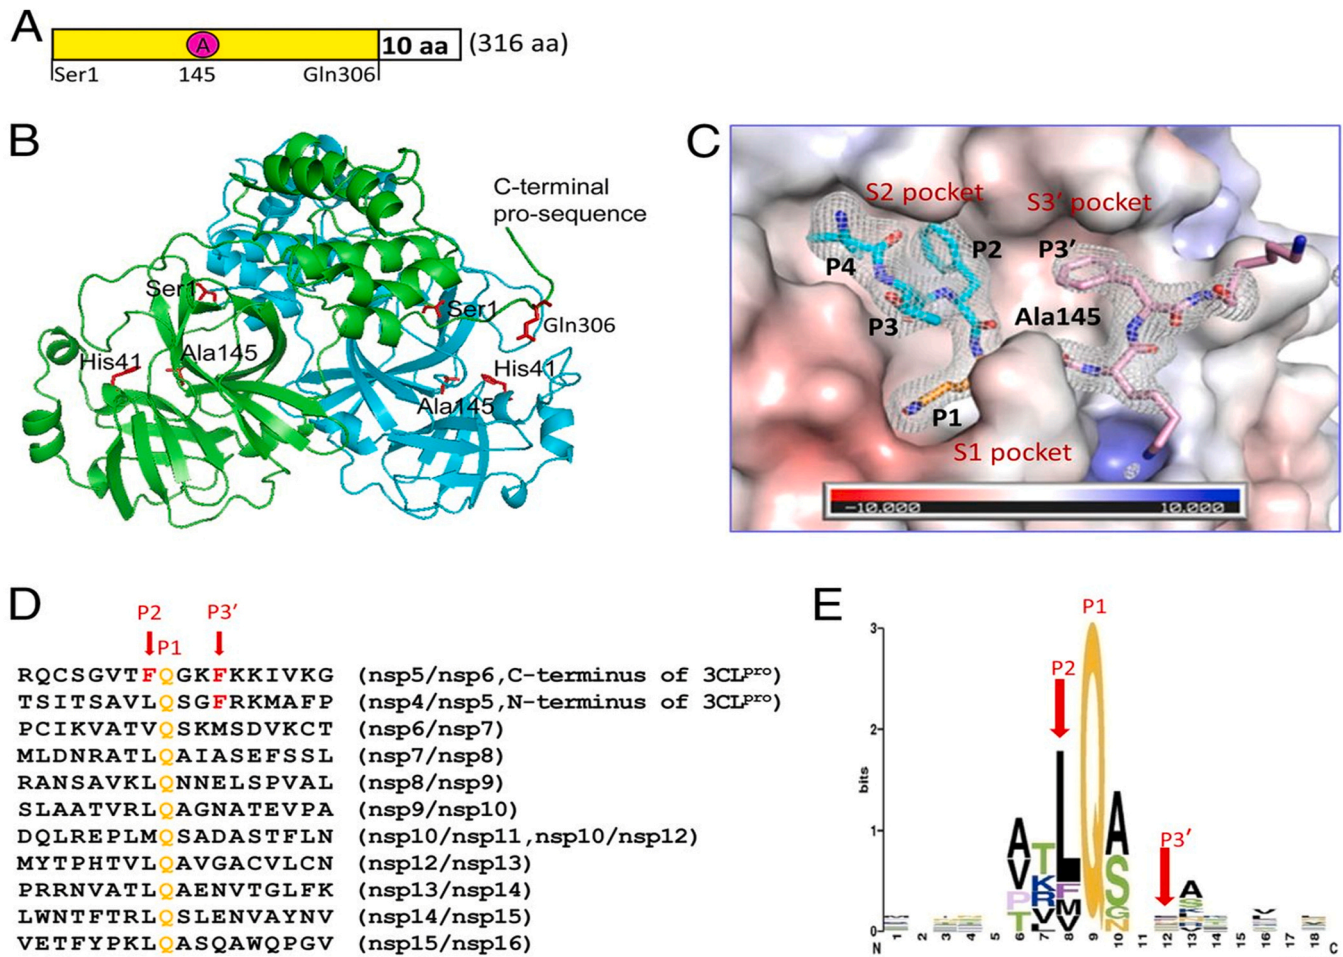 A
A
10 aa
(316 aa)
Ser1
145
Gln306
B
C-terminal
pro-sequence
Ser1
Ser1
Gln306
His41
Ala145
His41
Ala145
C
S2 pocket
S3′ pocket
P4
P2
P3′
P3
Ala145
P1
S1 pocket
-10,000
10,000
D
P2
P3′
P1
RQCSGVTFQGKFKKIVKG (nsp5/nsp6,C-terminus of 3CLpro)
TSITSAVLQSGFRKMAFP (nsp4/nsp5,N-terminus of 3CLpro)
PCIKVATVQSKMSDVKCT (nsp6/nsp7)
MLDNRATLQAIASEFSSL (nsp7/nsp8)
RANSAVKLQNNELSPVAL (nsp8/nsp9)
SLAATVRLQAGNATEVPA (nsp9/nsp10)
DQLREPLMQSADASTFLN (nsp10/nsp11,nsp10/nsp12)
MYTPHTVLQAVGACVLCN (nsp12/nsp13)
PRRNVATLQAENVTGLFK (nsp13/nsp14)
LWNTFTRLQSLENVAYNV (nsp14/nsp15)
VETFYPKLQASQAWQPGV (nsp15/nsp16)
E
P1
P2
P3′
3
2
1
0
bits
A
V
P
T
T
K
R
V
L
F
M
V
Q
A
S
G
N
A
S
N
1 2 3 4 5 6 7 8 9 10 11 12 13 14 15 16 17 18
C